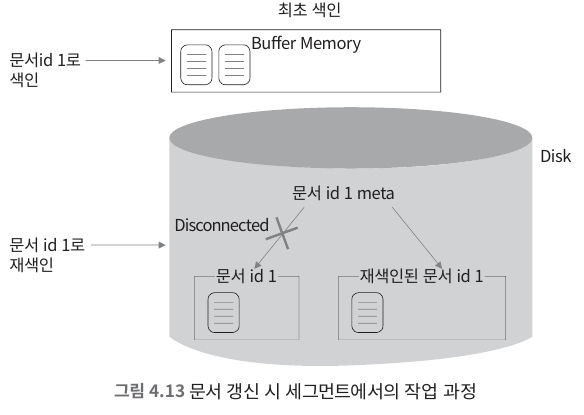 최초 색인
Buffer Memory
문서id 1로
색인
Disk
문서 id 1 meta
Disconnected
문서 id 1로
재색인
문서 id 1
재색인된 문서 id 1
그림 4.13 문서 갱신 시 세그먼트에서의 작업 과정